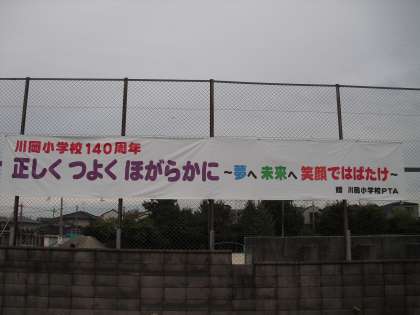 川岡小学校140周年
正しく つよく ほがらかに ～夢へ 未来へ 笑顔ではばたけ～
贈 川岡小学校PTA